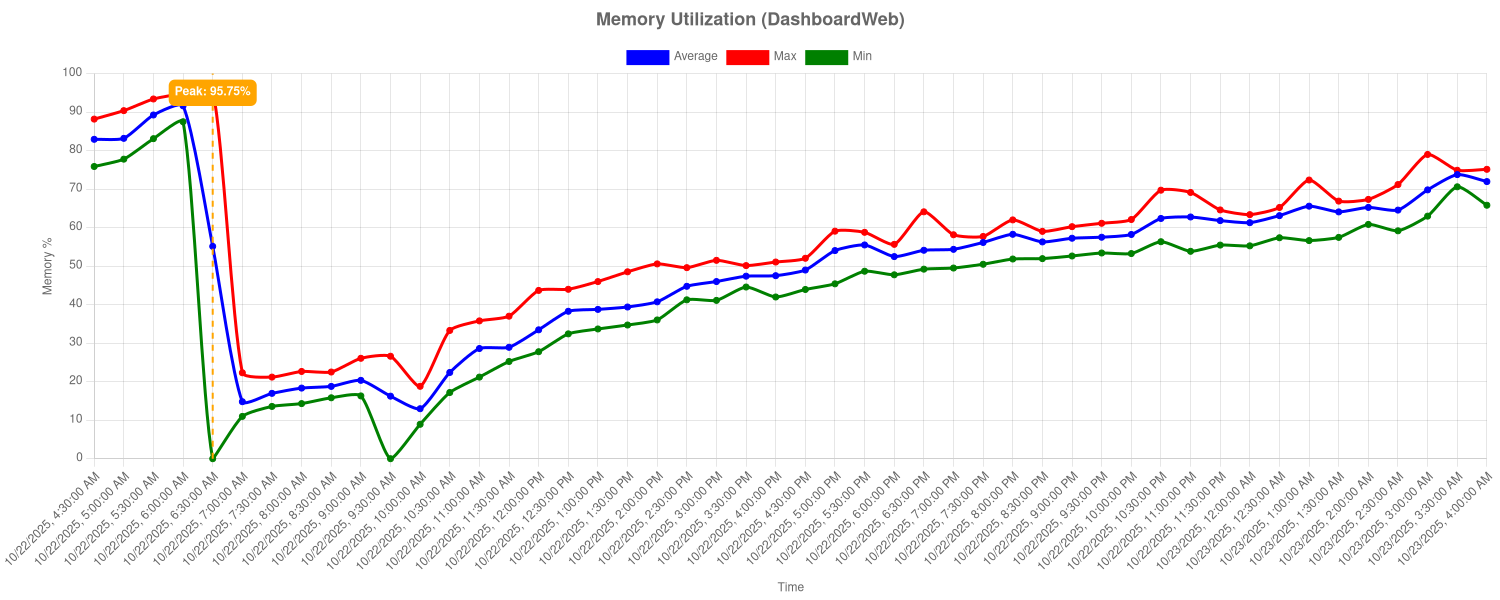 Memory Utilization (DashboardWeb)
Average Max Min
Peak: 95.75%
Memory %
100
90
80
70
60
50
40
30
20
10
0
10/22/2025, 4:30:00 AM
10/22/2025, 5:00:00 AM
10/22/2025, 5:30:00 AM
10/22/2025, 6:00:00 AM
10/22/2025, 6:30:00 AM
10/22/2025, 7:00:00 AM
10/22/2025, 7:30:00 AM
10/22/2025, 8:00:00 AM
10/22/2025, 8:30:00 AM
10/22/2025, 9:00:00 AM
10/22/2025, 9:30:00 AM
10/22/2025, 10:00:00 AM
10/22/2025, 10:30:00 AM
10/22/2025, 11:00:00 AM
10/22/2025, 11:30:00 AM
10/22/2025, 12:00:00 PM
10/22/2025, 12:30:00 PM
10/22/2025, 1:00:00 PM
10/22/2025, 1:30:00 PM
10/22/2025, 2:00:00 PM
10/22/2025, 2:30:00 PM
10/22/2025, 3:00:00 PM
10/22/2025, 3:30:00 PM
10/22/2025, 4:00:00 PM
10/22/2025, 4:30:00 PM
10/22/2025, 5:00:00 PM
10/22/2025, 5:30:00 PM
10/22/2025, 6:00:00 PM
10/22/2025, 6:30:00 PM
10/22/2025, 7:00:00 PM
10/22/2025, 7:30:00 PM
10/22/2025, 8:00:00 PM
10/22/2025, 8:30:00 PM
10/22/2025, 9:00:00 PM
10/22/2025, 9:30:00 PM
10/22/2025, 10:00:00 PM
10/22/2025, 10:30:00 PM
10/22/2025, 11:00:00 PM
10/22/2025, 11:30:00 PM
10/23/2025, 12:00:00 AM
10/23/2025, 12:30:00 AM
10/23/2025, 1:00:00 AM
10/23/2025, 1:30:00 AM
10/23/2025, 2:00:00 AM
10/23/2025, 2:30:00 AM
10/23/2025, 3:00:00 AM
10/23/2025, 3:30:00 AM
10/23/2025, 4:00:00 AM
Time